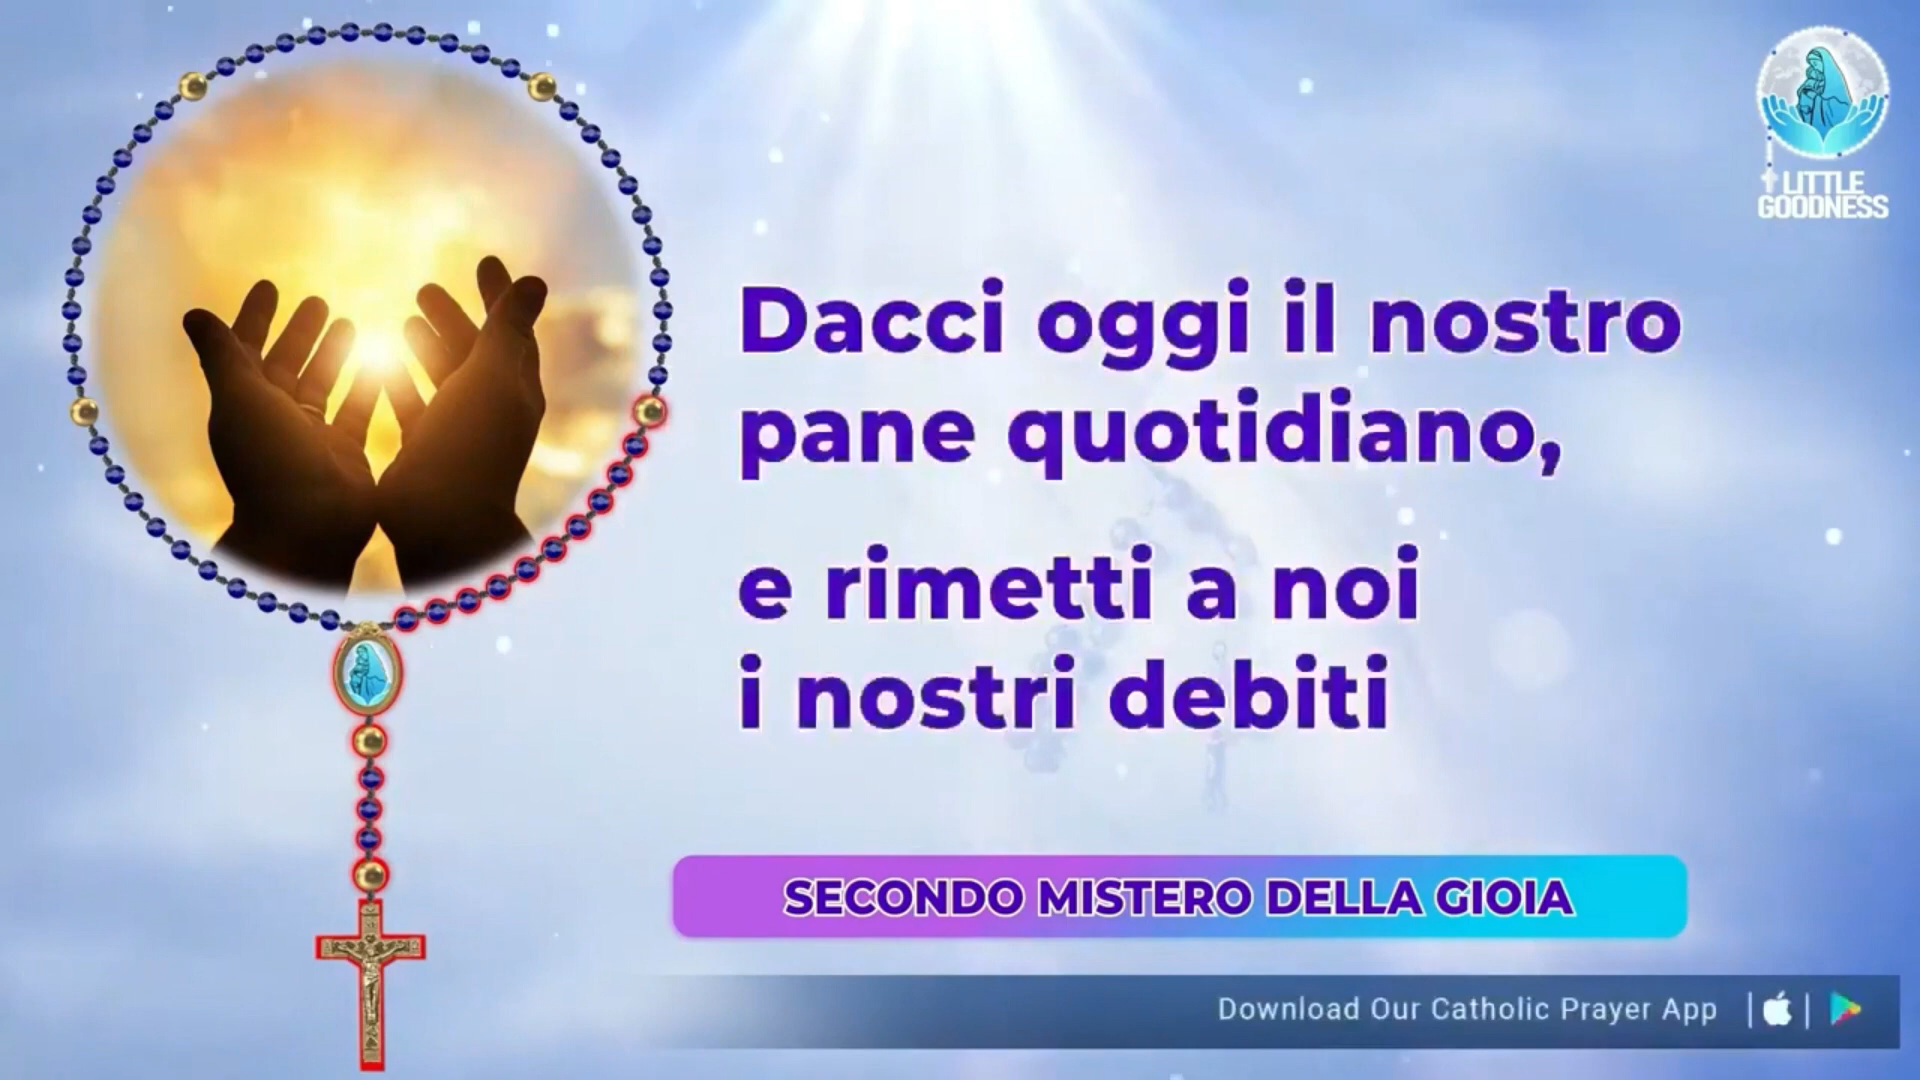 LITTLE
GOODNESS
Dacci oggi il nostro
pane quotidiano,
e rimetti a noi
i nostri debiti
SECONDO MISTERO DELLA GIOIA
Download Our Catholic Prayer App